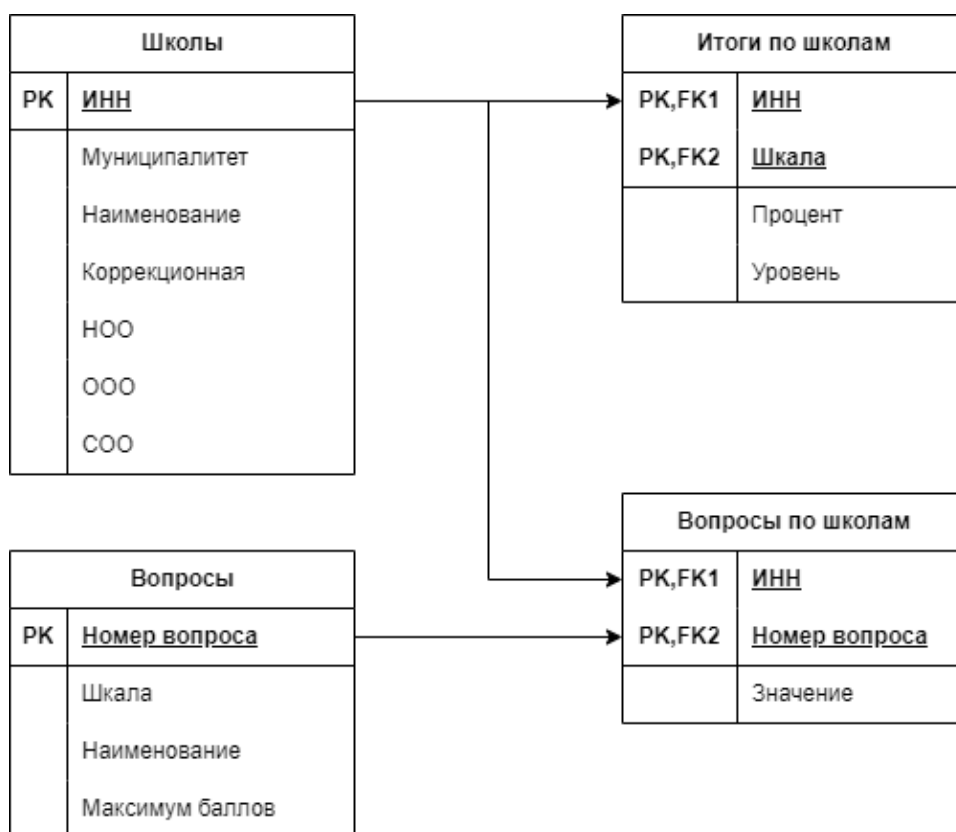 Школы
PK ИНН
Муниципалитет
Наименование
Коррекционная
НОО
ООО
СОО
Итоги по школам
PK,FK1 ИНН
PK,FK2 Шкала
Процент
Уровень
Вопросы
PK Номер вопроса
Шкала
Наименование
Максимум баллов
Вопросы по школам
PK,FK1 ИНН
PK,FK2 Номер вопроса
Значение